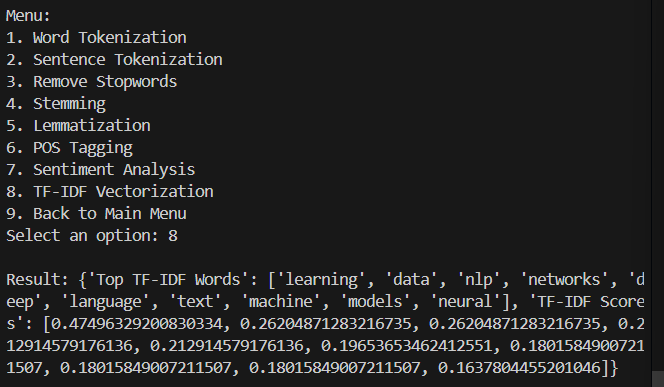 Menu:
1. Word Tokenization
2. Sentence Tokenization
3. Remove Stopwords
4. Stemming
5. Lemmatization
6. POS Tagging
7. Sentiment Analysis
8. TF-IDF Vectorization
9. Back to Main Menu
Select an option: 8
Result: {'Top TF-IDF Words': ['learning', 'data', 'nlp', 'networks', 'd
eep', 'language', 'text', 'machine', 'models', 'neural'], 'TF-IDF Score
s': [0.47496329200830334, 0.26204871283216735, 0.26204871283216735, 0.2
12914579176136, 0.212914579176136, 0.19653653462412551, 0.1801584900721
1507, 0.18015849007211507, 0.18015849007211507, 0.1637804455201046]}